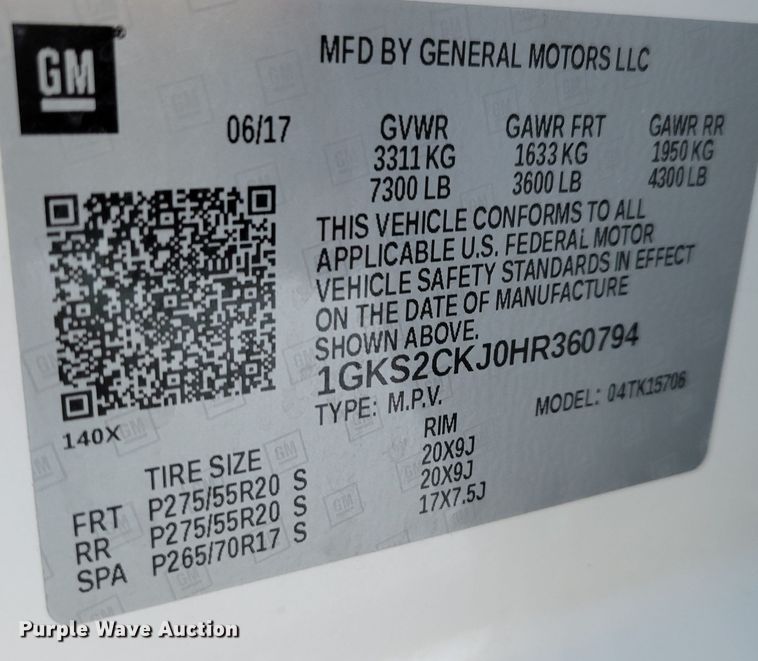 GM
MFD BY GENERAL MOTORS LLC
06/17
GVWR GAWR FRT GAWR RR
3311 KG 1633 KG 1950 KG
7300 LB 3600 LB 4300 LB
THIS VEHICLE CONFORMS TO ALL
APPLICABLE U.S. FEDERAL MOTOR
VEHICLE SAFETY STANDARDS IN EFFECT
ON THE DATE OF MANUFACTURE
SHOWN ABOVE.
1GKS2CKJ0HR360794
TYPE: M.P.V. MODEL: 04TK15706
140X
TIRE SIZE RIM
FRT P275/55R20 S 20X9J
RR P275/55R20 S 20X9J
SPA P265/70R17 S 17X7.5J
Purple Wave Auction